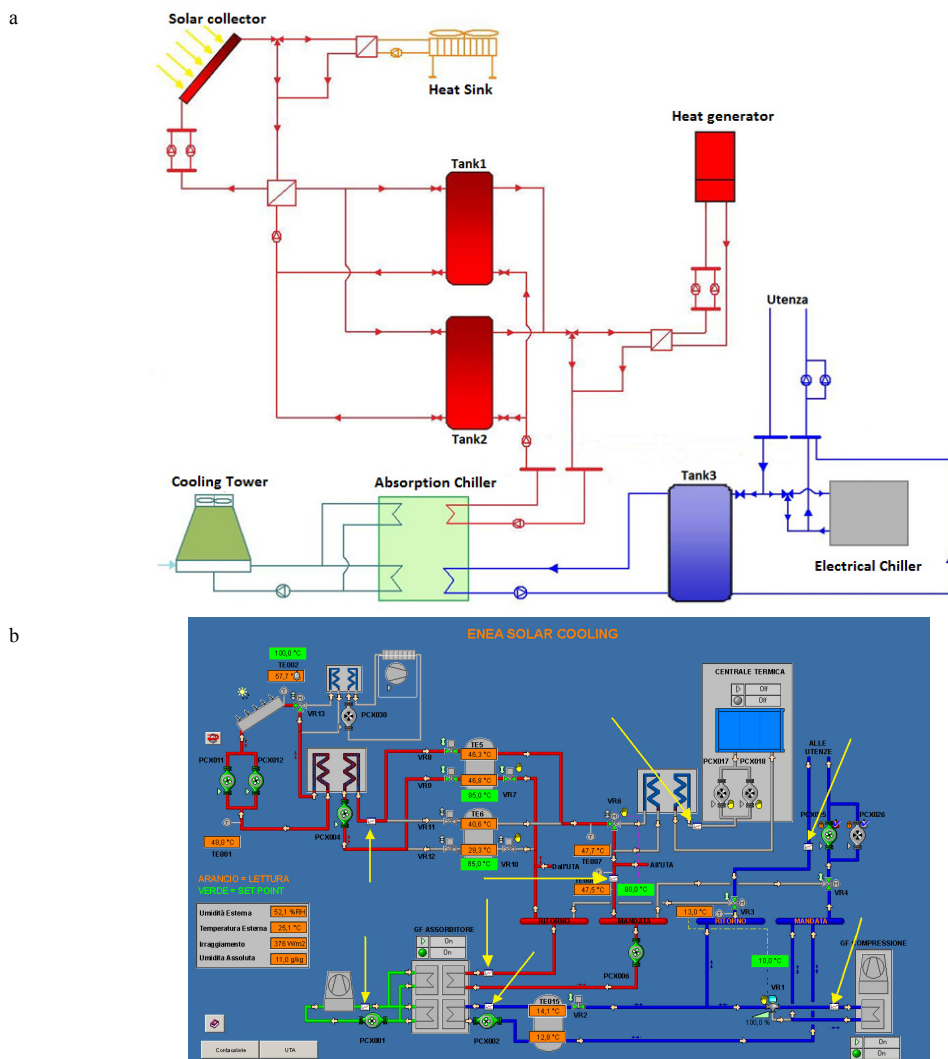 a
Solar collector
Heat Sink
Heat generator
Tank1
Utenza
Tank2
Cooling Tower
Absorption Chiller
Tank3
Electrical Chiller
b
ENEA SOLAR COOLING
100,0 °C
TE002
57,7 °C
CENTRALE TERMICA
Off
Off
VR13
PCX030
ALLE
UTENZE
PCX011
PCX012
TE5
VR8
46,3 °C
PCX017
PCX018
VR9
46,8 °C
VR7
85,0 °C
VR6
PCX026
PCX004
TE6
VR11
40,6 °C
48,0 °C
TE001
VR12
29,3 °C
VR10
47,7 °C
85,0 °C
Dall'UTA
TE007
All'UTA
ARANCIO = LETTURA
VERDE = SET POINT
47,5 °C
80,0 °C
VR4
Umidità Esterna
52,1 %RH
13,0 °C
VR3
Temperatura Esterna
25,1 °C
RITORNO
MANDATA
RITORNO
MANDATA
Irraggiamento
376 W/m2
GF ASSORBITORE
Umidita Assoluta
11,0 g/kg
On
On
GF COMPRESSIONE
PCX006
10,0 °C
TE015
VR1
14,1 °C
VR2
PCX001
PCX002
100,0 %
12,8 °C
Contacalorie
UTA
On
On